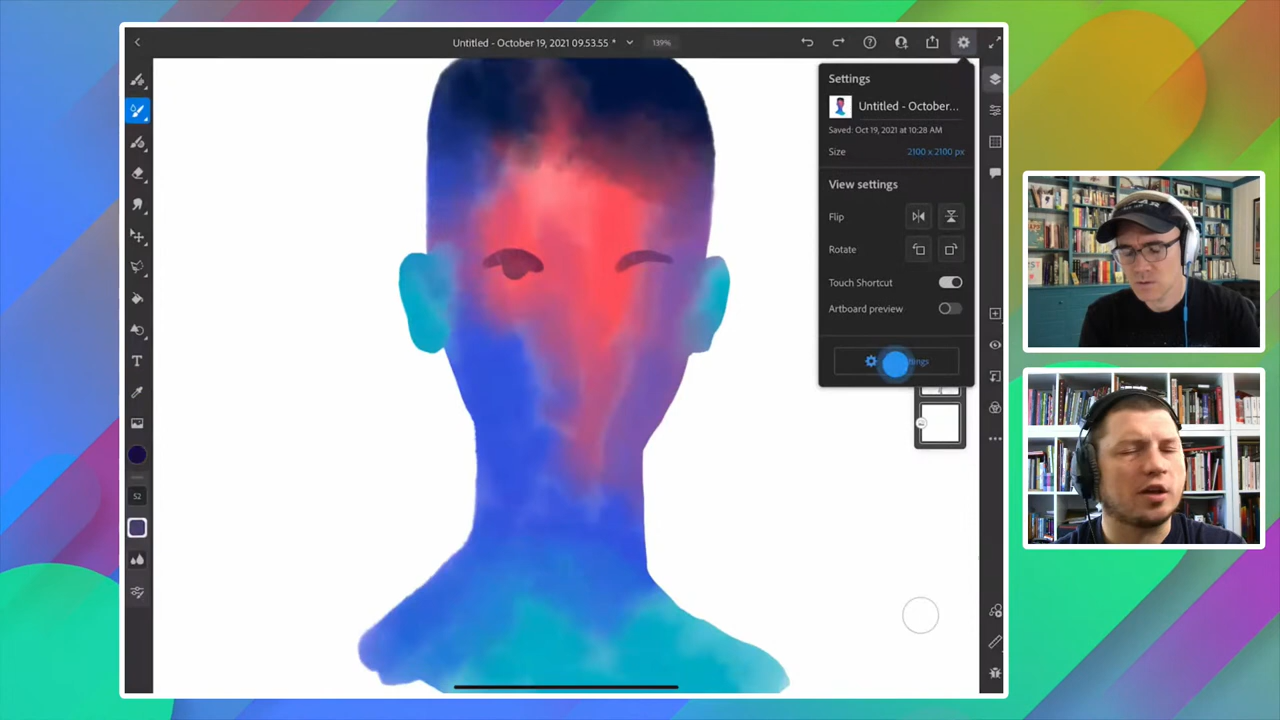 Untitled - October 19, 2021 09.53.55 *
139%
Settings
Untitled - October...
Saved: Oct 19, 2021 at 10:28 AM
Size
2100 x 2100 px
View settings
Flip
Rotate
Touch Shortcut
Artboard preview
52